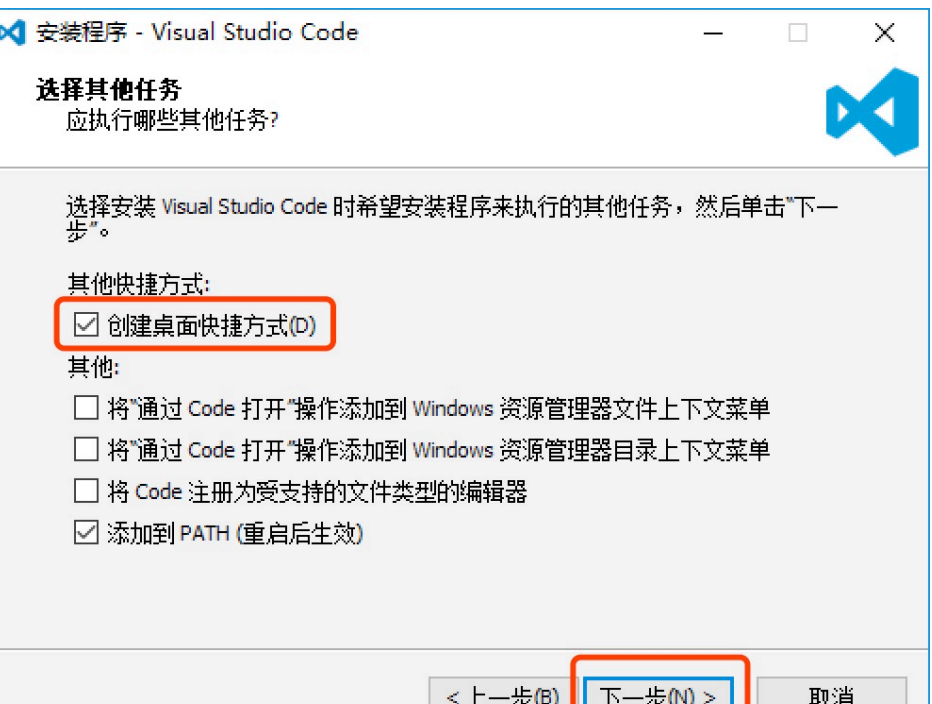 安装程序 - Visual Studio Code
选择其他任务
应执行哪些其他任务?
选择安装 Visual Studio Code 时希望安装程序来执行的其他任务，然后单击"下一
步"。
其他快捷方式:
创建桌面快捷方式(D)
其他:
将"通过 Code 打开"操作添加到 Windows 资源管理器文件上下文菜单
将"通过 Code 打开"操作添加到 Windows 资源管理器目录上下文菜单
将 Code 注册为受支持的文件类型的编辑器
添加到 PATH (重启后生效)
< 上一步(B) 下一步(N) > 取消